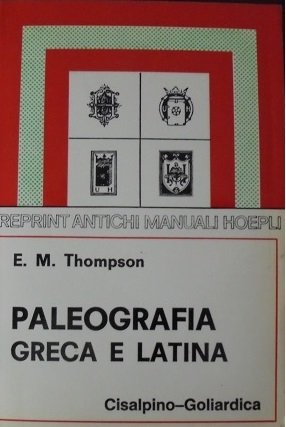 REPRINT ANTICHI MANUALI HOEPLI
E. M. Thompson
PALEOGRAFIA
GRECA E LATINA
Cisalpino–Goliardica